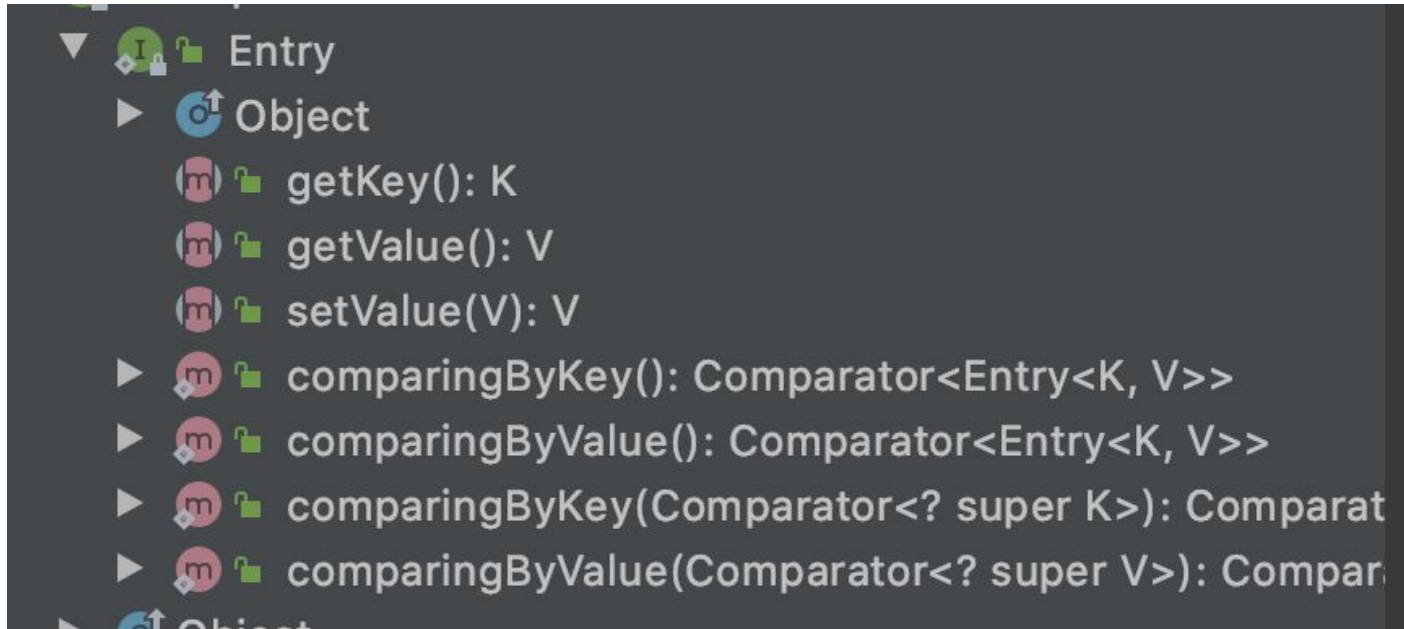 Entry
Object
getKey(): K
getValue(): V
setValue(V): V
comparingByKey(): Comparator<Entry<K, V>>
comparingByValue(): Comparator<Entry<K, V>>
comparingByKey(Comparator<? super K>): Comparat
comparingByValue(Comparator<? super V>): Compar
Object